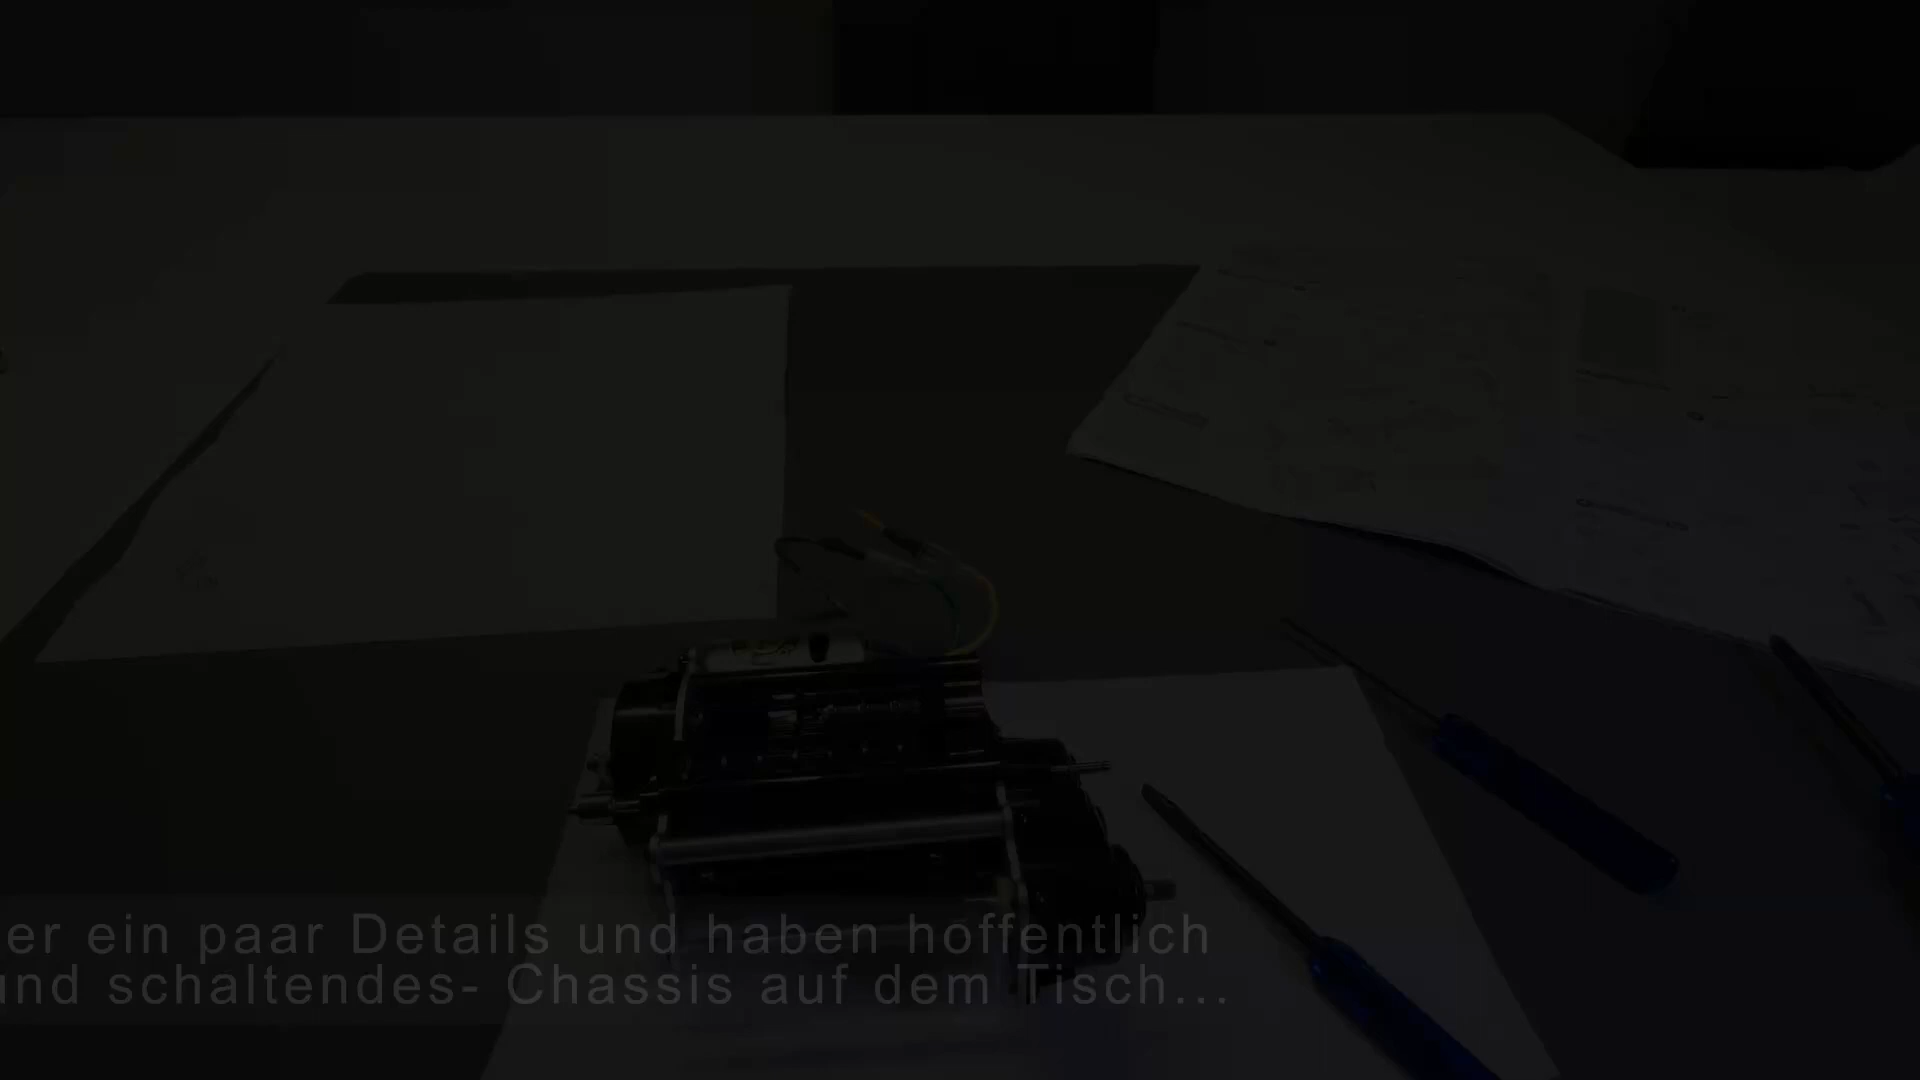 er ein paar Details und haben hoffentlich
und schaltendes- Chassis auf dem Tisch...